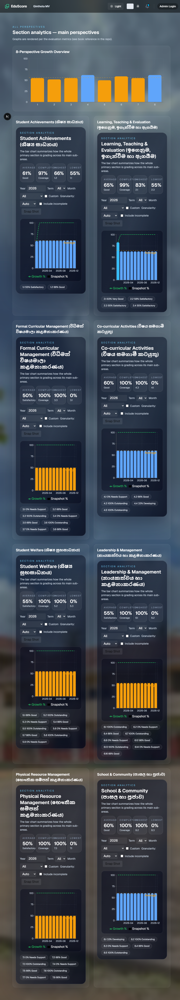 EduScore
Ginthota MV
Light
Admin Login
ALL PERSPECTIVES
Section analytics — main perspectives
Graphs are rendered per the evaluation metrics (see book reference in the repo).
8-Perspective Growth Overview
100
75
50
25
0
1 2 3 4 5 6 7 8
Student Achievements (ශිෂ්‍ය සාධනය)
SECTION ANALYTICS
Student Achievements
(ශිෂ්‍ය සාධනය)
The bar chart summarizes how the whole
primary section is grading across its main sub-
areas.
AVERAGE COMPLETION HIGHEST LOWEST
61% 97% 66% 55%
Good Coverage 1.2 1.1
Year 2026 Term All Month
All Custom Granularity:
Auto Include incomplete
Snap Shot
100
75
50
25
0
Average
2026-04 2026-08 2026-12
Growth % Snapshot %
1.1 55% Satisfactory 1.2 66% Good
Learning, Teaching & Evaluation
(ඉගෙනුම, ඉගැන්වීම හා ඇගයීම)
SECTION ANALYTICS
Learning, Teaching &
Evaluation (ඉගෙනුම,
ඉගැන්වීම හා ඇගයීම)
The bar chart summarizes how the whole
primary section is grading across its main sub-
areas.
AVERAGE COMPLETION HIGHEST LOWEST
65% 99% 83% 55%
Good Coverage 2.1 2.3
Year 2026 Term All Month
All Custom Granularity:
Auto Include incomplete
Snap Shot
100
75
50
25
0
Average
2026-04 2026-08 2026-12
Growth % Snapshot %
2.1 83% Very Good 2.2 58% Satisfactory
2.3 55% Satisfactory 2.4 55% Satisfactory
Formal Curricular Management (විධිමත්
විෂයමාලා කළමනාකරණය)
SECTION ANALYTICS
Formal Curricular
Management (විධිමත්
විෂයමාලා
කළමනාකරණය)
The bar chart summarizes how the whole
primary section is grading across its main sub-
areas.
AVERAGE COMPLETION HIGHEST LOWEST
50% 100% 100% 0%
Satisfactory Coverage 3.3 3.1
Year 2026 Term All Month
All Custom Granularity:
Auto Include incomplete
Snap Shot
100
75
50
25
0
2026-04 2026-08 2026-12
Growth % Snapshot %
3.1 0% Needs Support 3.2 66% Good
3.3 100% Outstanding 3.4 0% Needs Support
3.5 66% Good 3.6 100% Outstanding
3.7 0% Needs Support 3.8 66% Good
Co-curricular Activities (විෂය සමගාමී
කටයුතු)
SECTION ANALYTICS
Co-curricular Activities
(විෂය සමගාමී කටයුතු)
The bar chart summarizes how the whole
primary section is grading across its main sub-
areas.
AVERAGE COMPLETION HIGHEST LOWEST
60% 100% 100% 0%
Good Coverage 4.3 4.1
Year 2026 Term All Month
All Custom Granularity:
Auto Include incomplete
Snap Shot
100
75
50
25
0
Average
2026-04 2026-08 2026-12
Growth % Snapshot %
4.1 0% Needs Support 4.2 66% Good
4.3 100% Outstanding 4.4 33% Developing
4.5 100% Outstanding
Student Welfare (ශිෂ්‍ය සුභසාධනය)
SECTION ANALYTICS
Student Welfare (ශිෂ්‍ය
සුභසාධනය)
The bar chart summarizes how the whole
primary section is grading across its main sub-
areas.
AVERAGE COMPLETION HIGHEST LOWEST
55% 100% 100% 0%
Satisfactory Coverage 5.2 5.3
Year 2026 Term All Month
All Custom Granularity:
Auto Include incomplete
Snap Shot
100
75
50
25
0
2026-04 2026-08 2026-12
Growth % Snapshot %
5.1 66% Good 5.2 100% Outstanding
5.3 0% Needs Support 5.4 66% Good
5.5 100% Outstanding 5.6 0% Needs Support
5.7 66% Good 5.8 100% Outstanding
5.9 0% Needs Support
Leadership & Management
(නායකත්වය හා කළමනාකරණය)
SECTION ANALYTICS
Leadership & Management
(නායකත්වය හා
කළමනාකරණය)
The bar chart summarizes how the whole
primary section is grading across its main sub-
areas.
AVERAGE COMPLETION HIGHEST LOWEST
55% 100% 100% 0%
Satisfactory Coverage 6.1 6.2
Year 2026 Term All Month
All Custom Granularity:
Auto Include incomplete
Snap Shot
100
75
50
25
0
2026-04 2026-08 2026-12
Growth % Snapshot %
6.1 100% Outstanding 6.2 0% Needs Support
6.4 66% Good 6.7 100% Outstanding
6.8 0% Needs Support 6.12 66% Good
6.13 100% Outstanding 6.14 0% Needs Support
6.16 66% Good
Physical Resource Management
(භෞතික සම්පත් කළමනාකරණය)
SECTION ANALYTICS
Physical Resource
Management (භෞතික
සම්පත්
කළමනාකරණය)
The bar chart summarizes how the whole
primary section is grading across its main sub-
areas.
AVERAGE COMPLETION HIGHEST LOWEST
50% 100% 100% 0%
Satisfactory Coverage 7.3 7.1
Year 2026 Term All Month
All Custom Granularity:
Auto Include incomplete
Snap Shot
100
75
50
25
0
2026-04 2026-08 2026-12
Growth % Snapshot %
7.1 0% Needs Support 7.2 66% Good
7.3 100% Outstanding 7.4 0% Needs Support
7.5 66% Good 7.6 100% Outstanding
7.7 0% Needs Support 7.8 66% Good
School & Community (පාසල හා ප්‍රජාව)
SECTION ANALYTICS
School & Community
(පාසල හා ප්‍රජාව)
The bar chart summarizes how the whole
primary section is grading across its main sub-
areas.
AVERAGE COMPLETION HIGHEST LOWEST
60% 100% 100% 0%
Good Coverage 8.2 8.3
Year 2026 Term All Month
All Custom Granularity:
Auto Include incomplete
Snap Shot
100
75
50
25
0
Average
2026-04 2026-08 2026-12
Growth % Snapshot %
8.1 33% Developing 8.2 100% Outstanding
8.3 0% Needs Support 8.4 66% Good
8.5 100% Outstanding